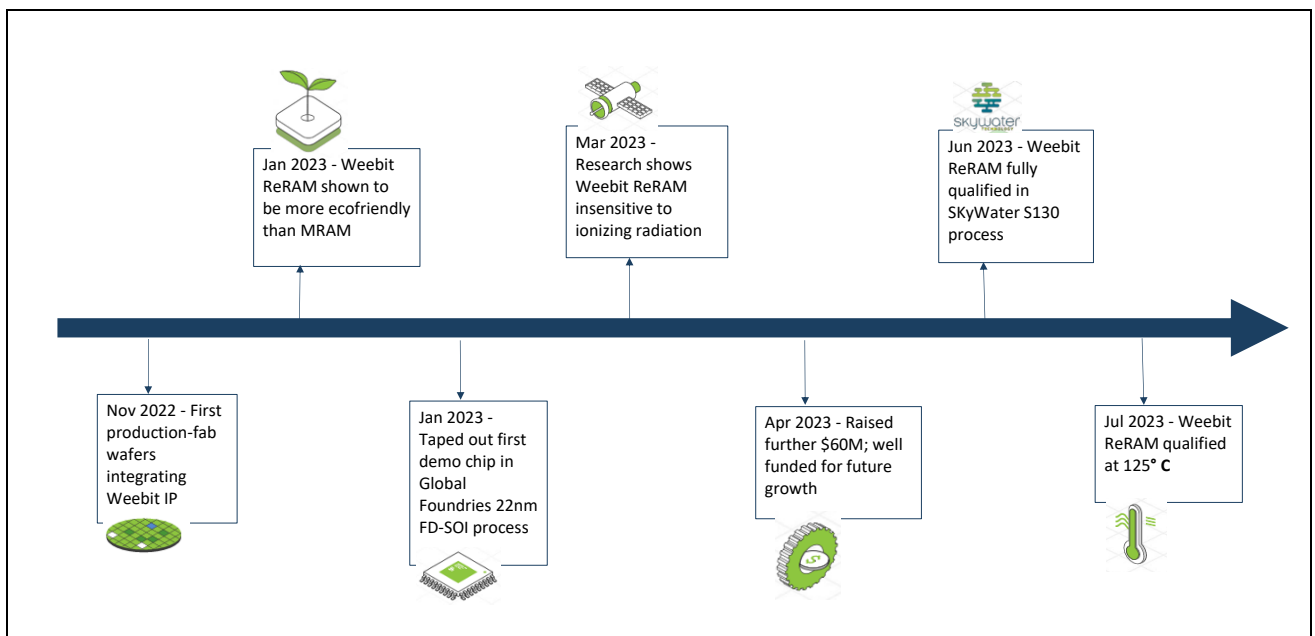 Jan 2023 - Weebit
ReRAM shown to
be more ecofriendly
than MRAM
Mar 2023 -
Research shows
Weebit ReRAM
insensitive to
ionizing radiation
skywater
TECHNOLOGY
Jun 2023 - Weebit
ReRAM fully
qualified in
SKyWater S130
process
Nov 2022 - First
production-fab
wafers
integrating
Weebit IP
Jan 2023 -
Taped out first
demo chip in
Global
Foundries 22nm
FD-SOI process
Apr 2023 - Raised
further $60M; well
funded for future
growth
Jul 2023 - Weebit
ReRAM qualified
at 125° C